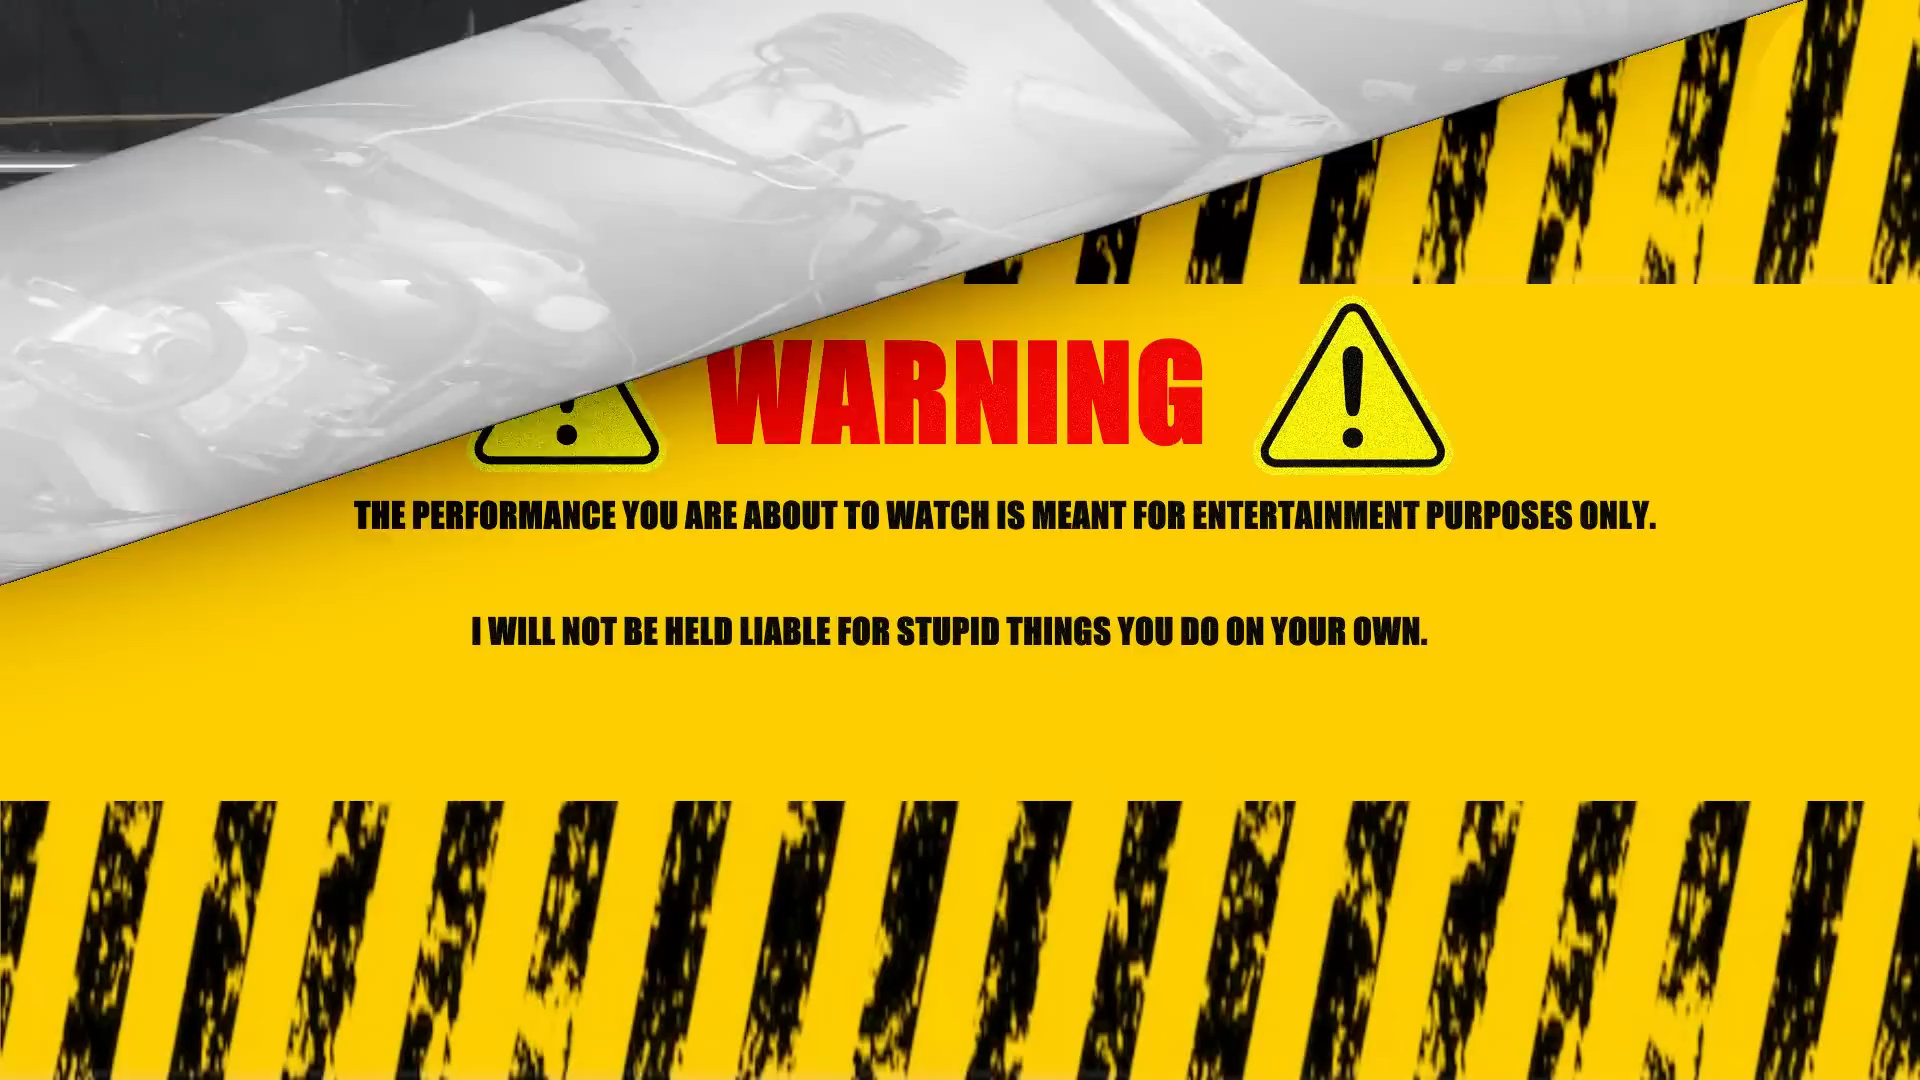 WARNING
THE PERFORMANCE YOU ARE ABOUT TO WATCH IS MEANT FOR ENTERTAINMENT PURPOSES ONLY.
I WILL NOT BE HELD LIABLE FOR STUPID THINGS YOU DO ON YOUR OWN.